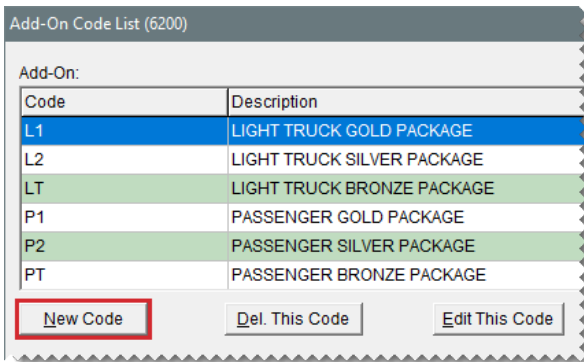 Add-On Code List (6200)
Add-On:
Code Description
L1 LIGHT TRUCK GOLD PACKAGE
L2 LIGHT TRUCK SILVER PACKAGE
LT LIGHT TRUCK BRONZE PACKAGE
P1 PASSENGER GOLD PACKAGE
P2 PASSENGER SILVER PACKAGE
PT PASSENGER BRONZE PACKAGE
New Code Del. This Code Edit This Code